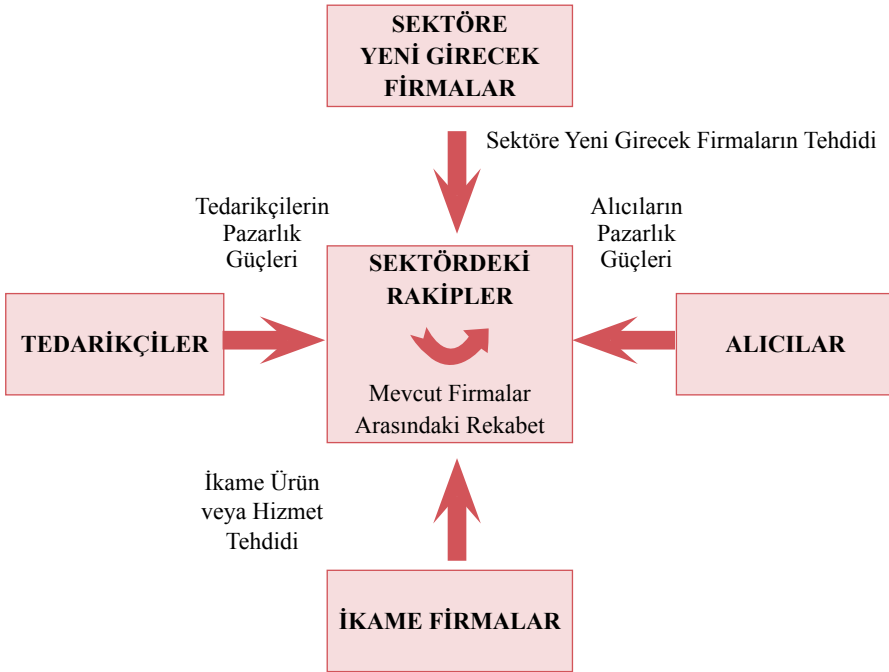 SEKTÖRE
YENİ GİRECEK
FİRMALAR
Sektöre Yeni Girecek Firmaların Tehdidi
Tedarikçilerin
Pazarlık
Güçleri
Alıcıların
Pazarlık
Güçleri
SEKTÖRDEKİ
RAKİPLER
Mevcut Firmalar
Arasındaki Rekabet
TEDARİKÇİLER
ALICILAR
İkame Ürün
veya Hizmet
Tehdidi
İKAME FİRMALAR